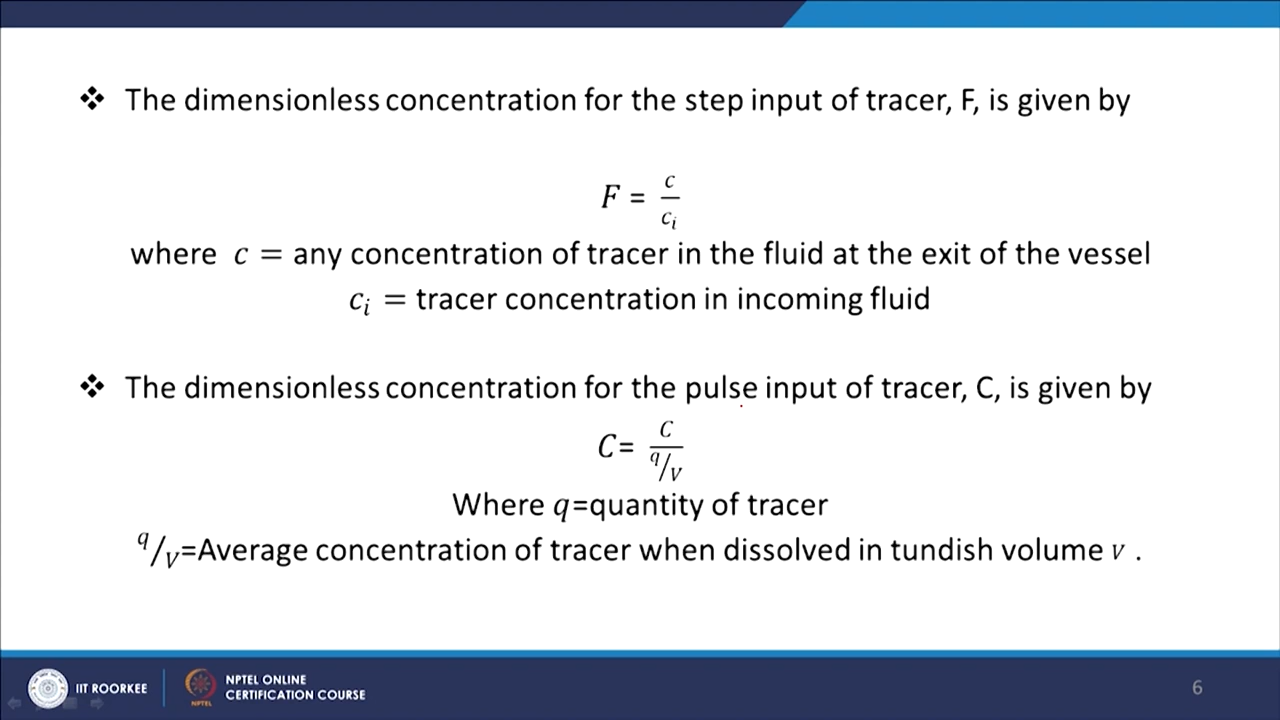 ❖ The dimensionless concentration for the step input of tracer, F, is given by
F = c/cᵢ
where c = any concentration of tracer in the fluid at the exit of the vessel
cᵢ = tracer concentration in incoming fluid
❖ The dimensionless concentration for the pulse input of tracer, C, is given by
C= C/(q/V)
Where q=quantity of tracer
q/V=Average concentration of tracer when dissolved in tundish volume v .
IIT ROORKEE
NPTEL
NPTEL ONLINE
CERTIFICATION COURSE
6